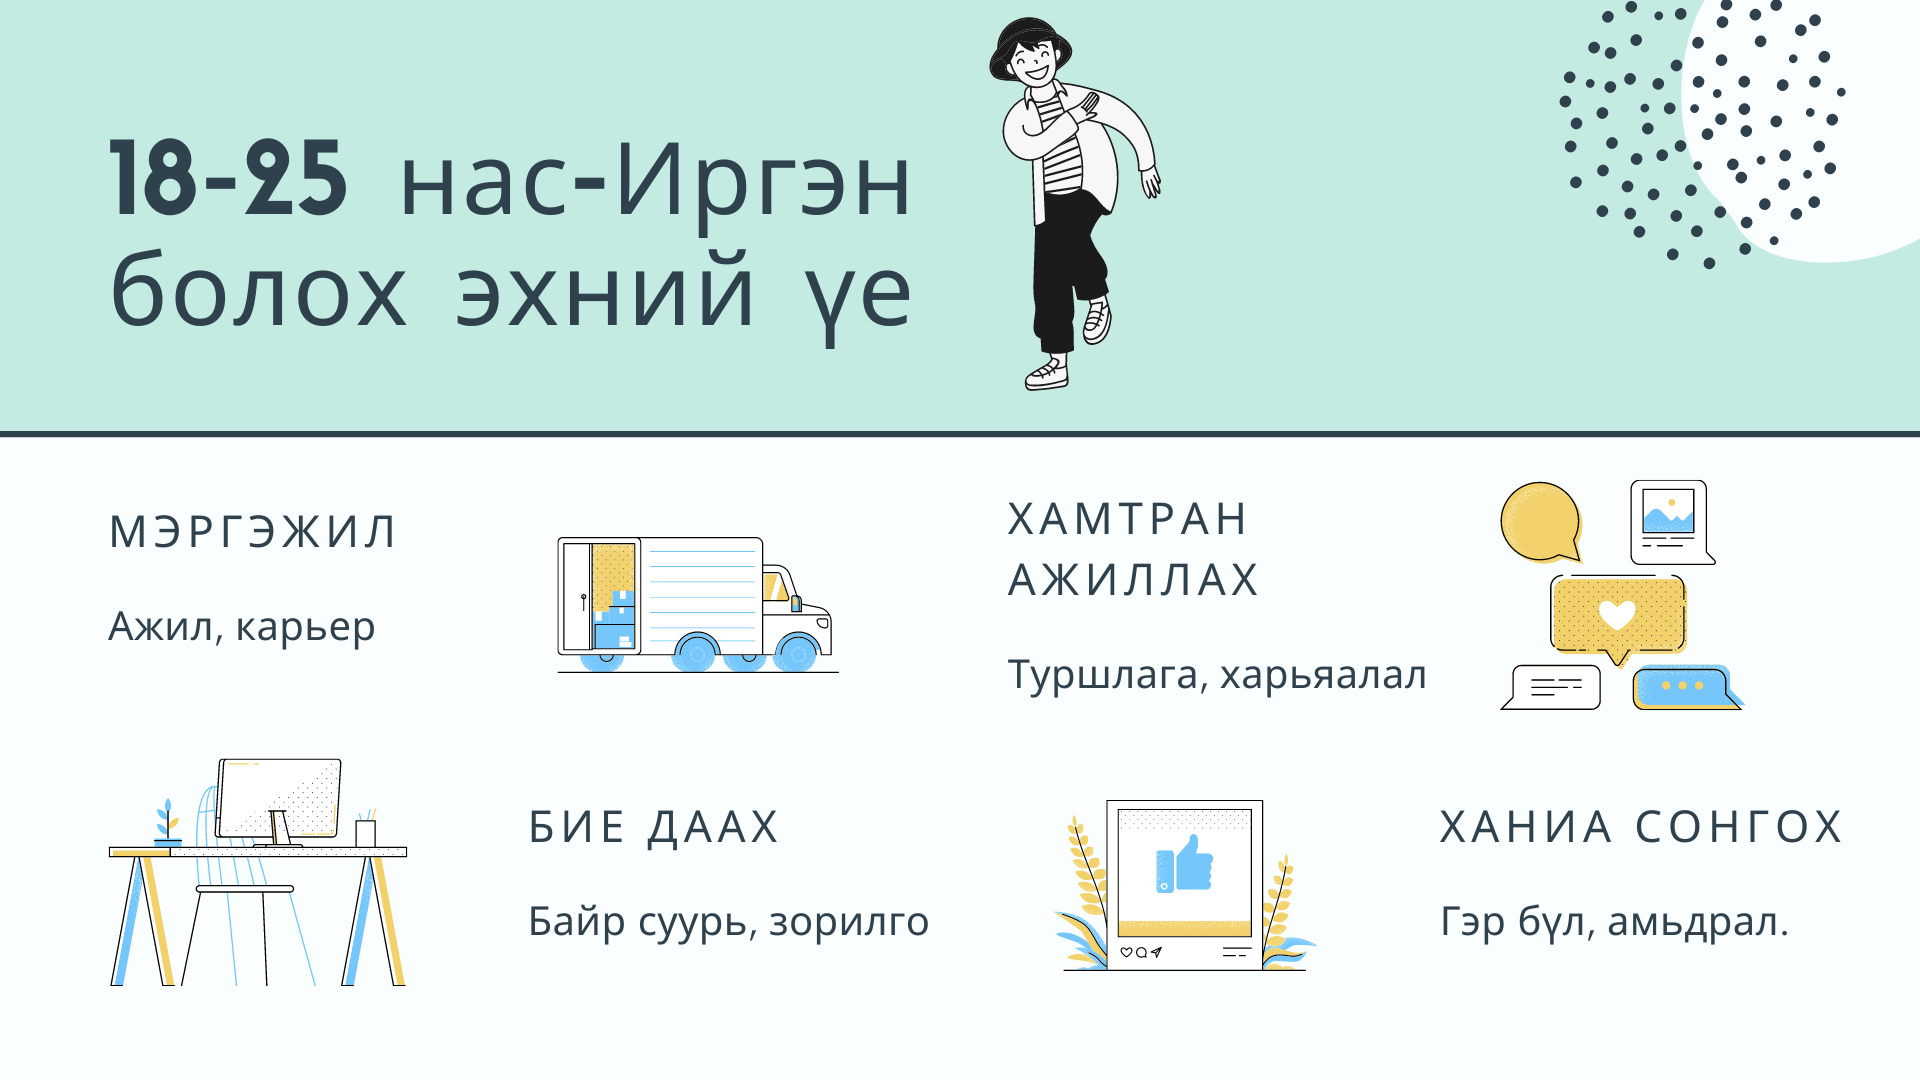 18-25 нас-Иргэн
болох эхний үе
МЭРГЭЖИЛ
Ажил, карьер
ХАМТРАН
АЖИЛЛАХ
Туршлага, харьяалал
БИЕ ДААХ
Байр суурь, зорилго
ХАНИА СОНГОХ
Гэр бүл, амьдрал.